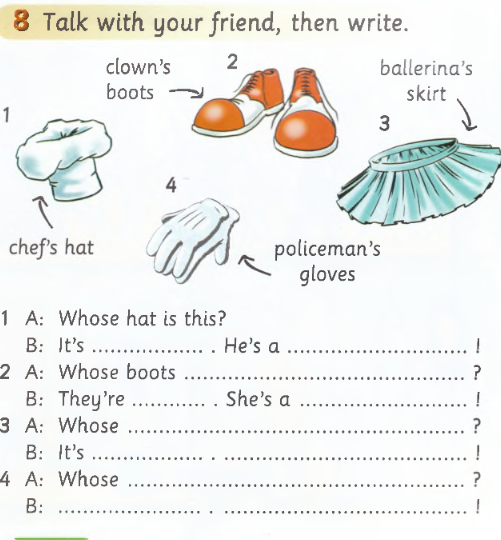 8 Talk with your friend, then write.
clown's boots
2
ballerina's skirt
1
3
4
chef's hat
policeman's gloves
1 A: Whose hat is this?
B: It's .................. . He's a .................................. !
2 A: Whose boots ..................................................... ?
B: They're ............ . She's a ................................ !
3 A: Whose ................................................................ ?
B: It's .................. . ................................................ !
4 A: Whose ................................................................ ?
B: ......................... . ................................................ !